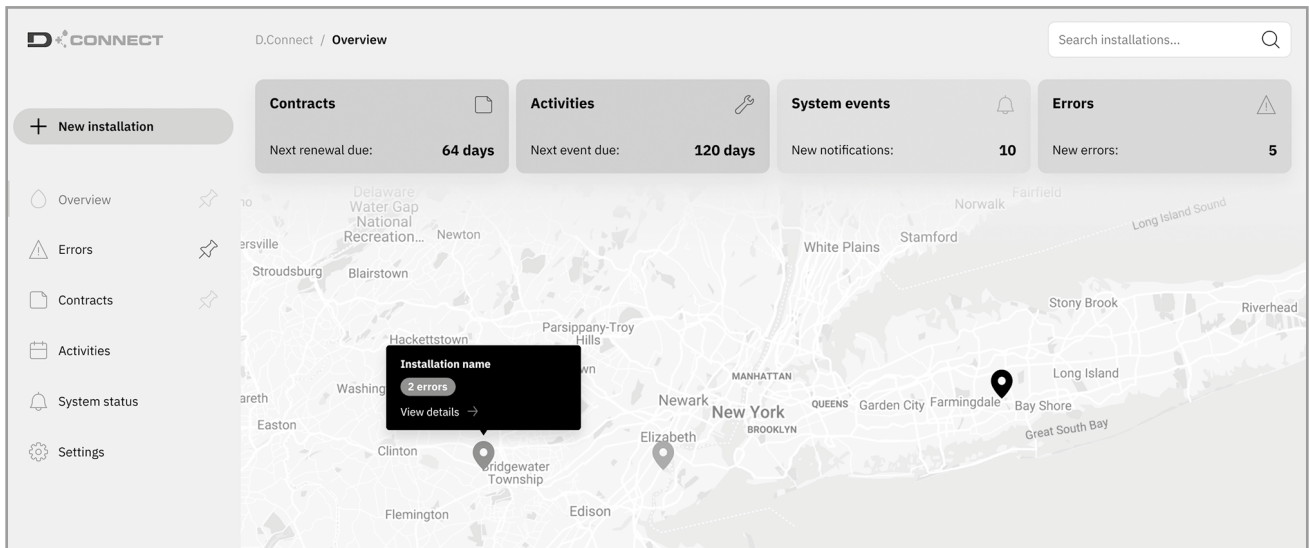 D CONNECT
D.Connect / Overview
Search installations...
New installation
Overview
Errors
Contracts
Activities
System status
Settings
Contracts
Next renewal due: 64 days
Activities
Next event due: 120 days
System events
New notifications: 10
Errors
New errors: 5
Delaware
Water Gap
National
Recreation...
Newton
Stroudsburg
Blairstown
Hackettstown
Parsippany-Troy
Hills
Installation name
2 errors
View details
Easton
Clinton
Bridgewater
Township
Flemington
Edison
Elizabeth
Newark
New York
MANHATTAN
QUEENS
BROOKLYN
White Plains
Stamford
Norwalk
Fairfield
Long Island Sound
Stony Brook
Riverhead
Long Island
Garden City
Farmingdale
Bay Shore
Great South Bay